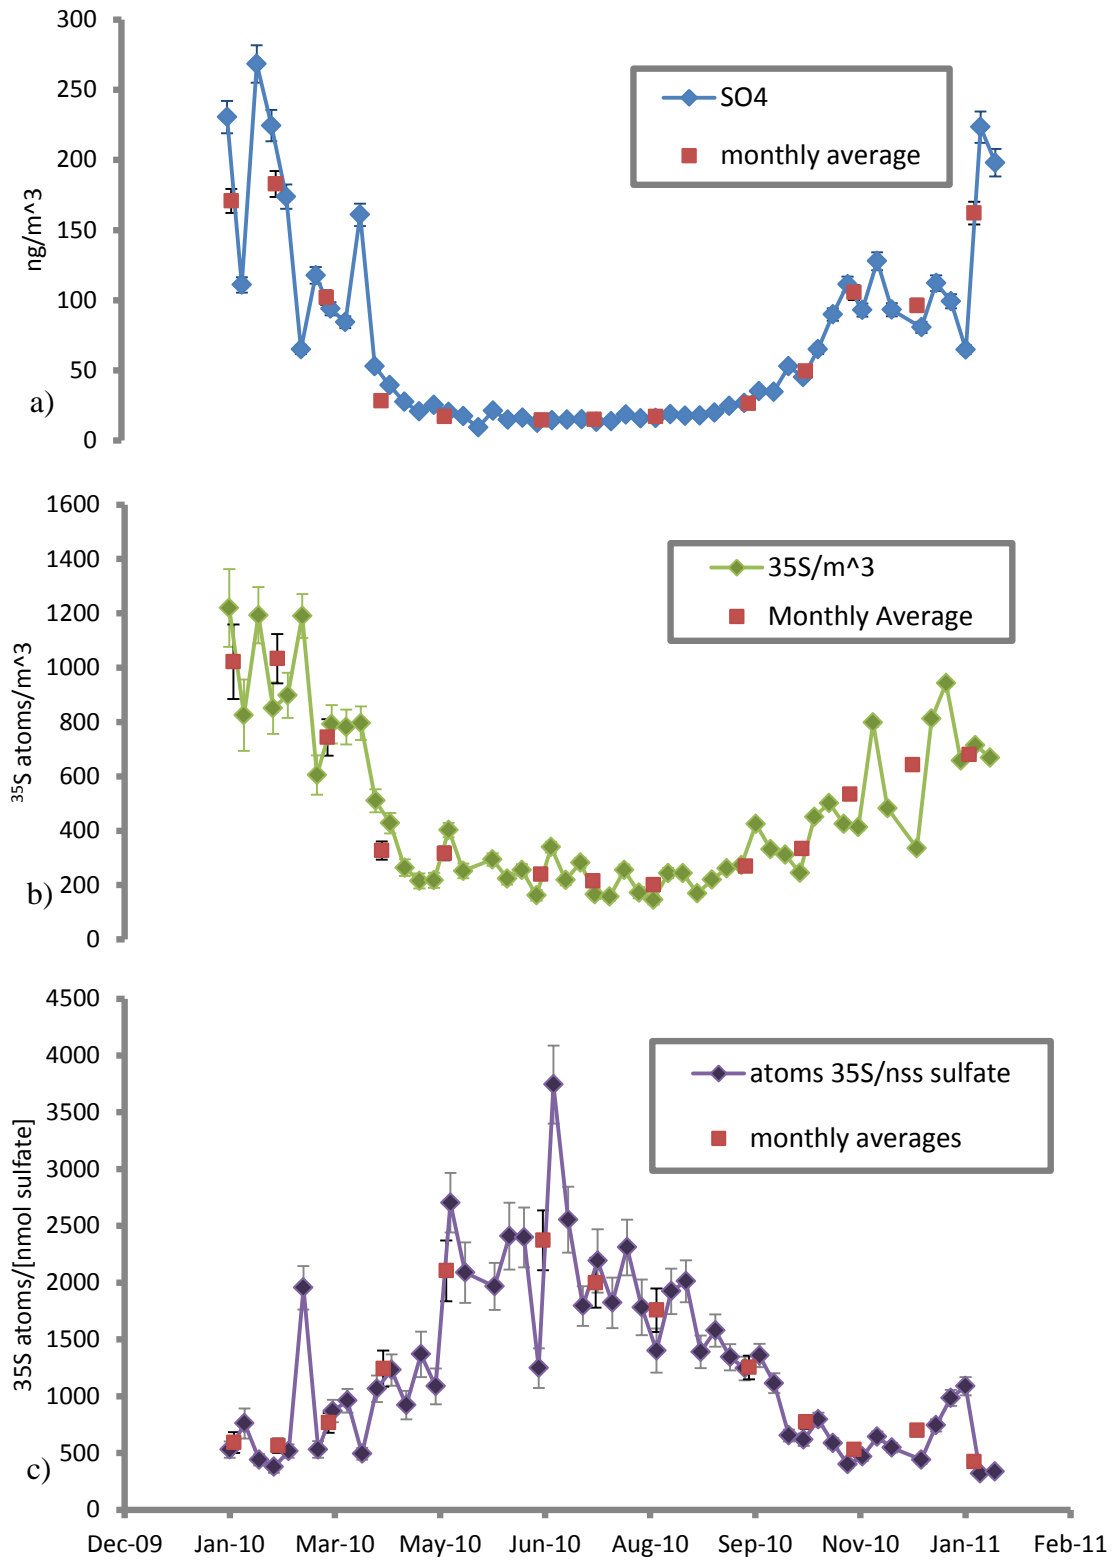 300
250
200
150
100
50
0
ng/m^3
SO4
monthly average
a)
1600
1400
1200
1000
800
600
400
200
0
³⁵S atoms/m^3
35S/m^3
Monthly Average
b)
4500
4000
3500
3000
2500
2000
1500
1000
500
0
35S atoms/[nmol sulfate]
atoms 35S/nss sulfate
monthly averages
c)
Dec-09 Jan-10 Mar-10 May-10 Jun-10 Aug-10 Sep-10 Nov-10 Jan-11 Feb-11